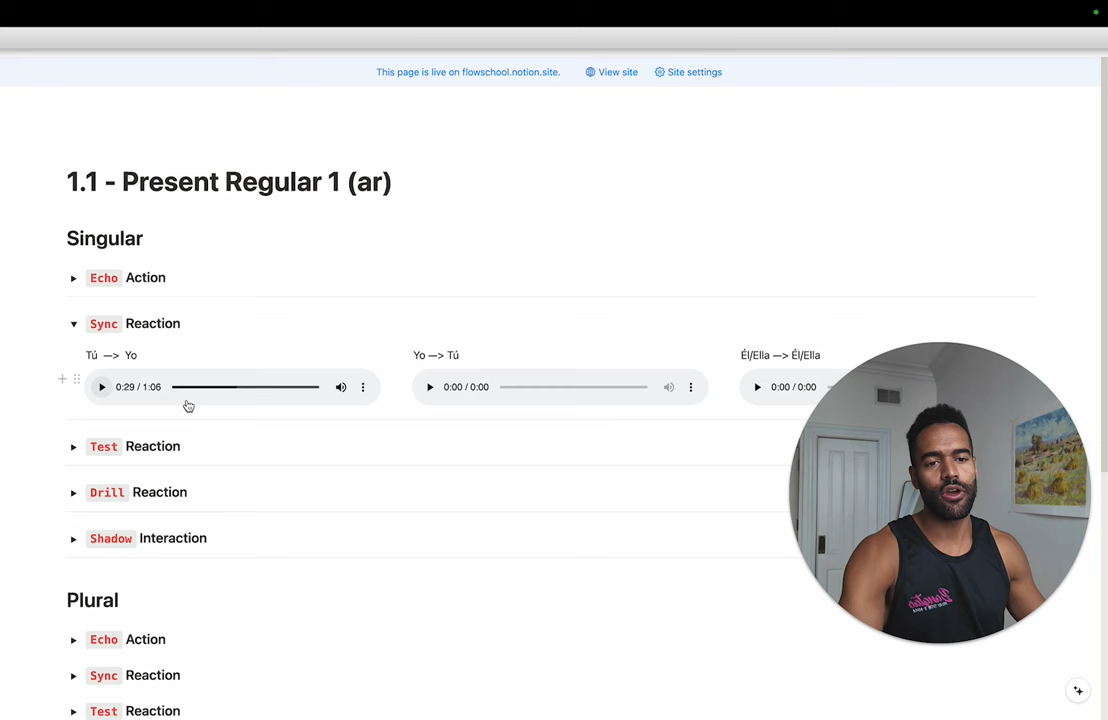 This page is live on flowschool.notion.site. View site Site settings
1.1 - Present Regular 1 (ar)
Singular
Echo Action
Sync Reaction
Tú —> Yo Yo —> Tú Él/Ella —> Él/Ella
0:29 / 1:06 0:00 / 0:00 0:00 / 0:00
Test Reaction
Drill Reaction
Shadow Interaction
Plural
Echo Action
Sync Reaction
Test Reaction